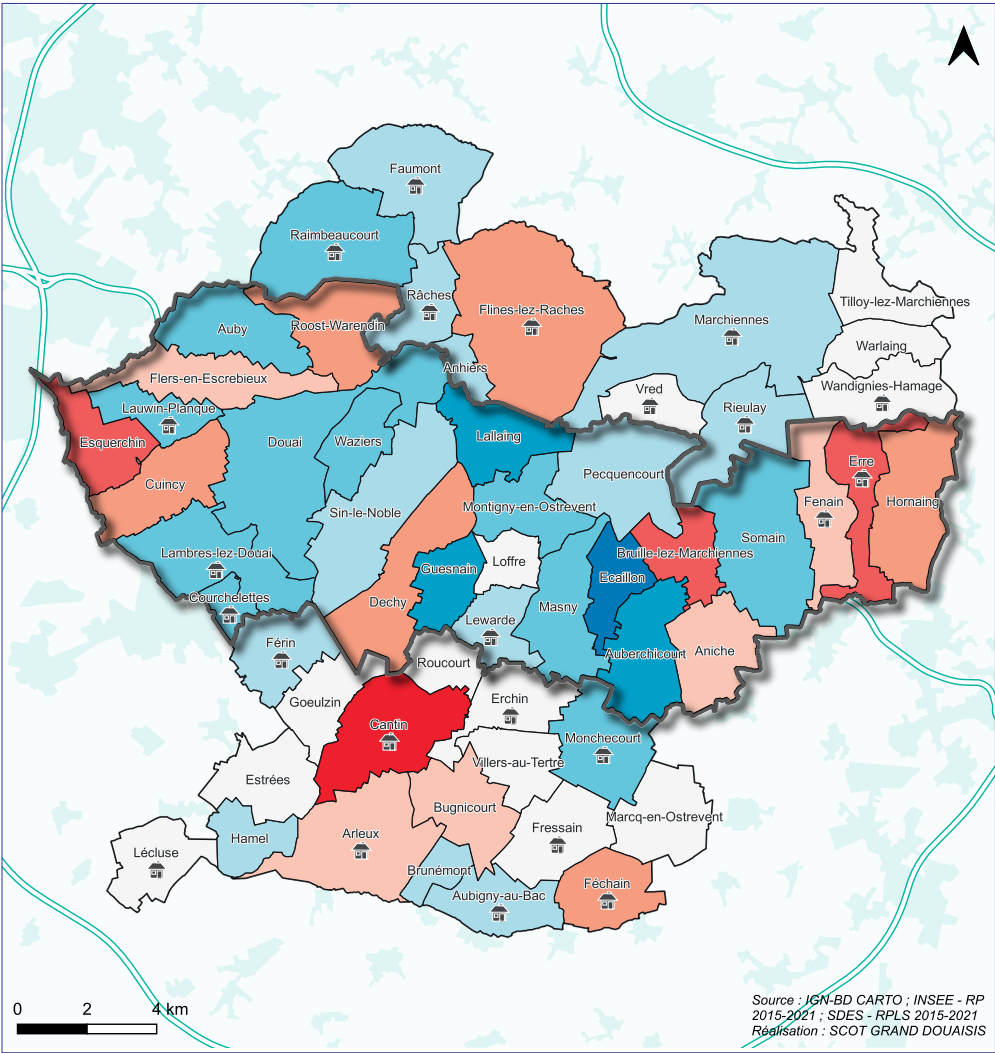 Faumont
Raimbeaucourt
Râches
Flines-lez-Raches
Tilloy-lez-Marchiennes
Marchiennes
Auby
Roost-Warendin
Warlaing
Anhiers
Flers-en-Escrebieux
Vred
Wandignies-Hamage
Lauwin-Planque
Rieulay
Esquerchin
Douai
Waziers
Lallaing
Erre
Cuincy
Pecquencourt
Fenain
Hornaing
Sin-le-Noble
Montigny-en-Ostrevent
Somain
Lambres-lez-Douai
Bruille-lez-Marchiennes
Loffre
Guesnain
Ecaillon
Courchelettes
Dechy
Masny
Lewarde
Férin
Auberchicourt
Aniche
Roucourt
Goeulzin
Erchin
Cantin
Monchecourt
Villers-au-Tertre
Estrées
Bugnicourt
Marcq-en-Ostrevent
Hamel
Arleux
Fressain
Lécluse
Brunémont
Féchain
Aubigny-au-Bac
0 2 4 km
Source : IGN-BD CARTO ; INSEE - RP
2015-2021 ; SDES - RPLS 2015-2021
Réalisation : SCOT GRAND DOUAISIS